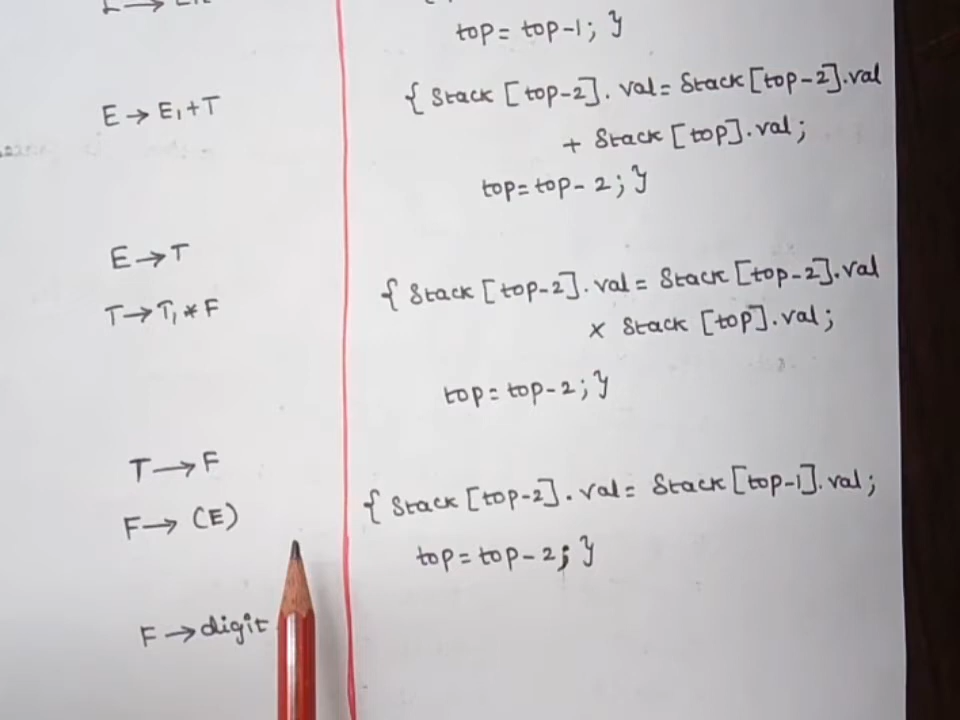 top = top-1; }
E → E₁ + T
{ Stack [top-2]. val = Stack [top-2].val
+ Stack [top].val;
top = top - 2; }
E → T
T → T₁ * F
{ Stack [top-2]. val = Stack [top-2].val
x Stack [top].val;
top = top - 2; }
T → F
F → (E)
{ Stack [top-2]. val = Stack [top-1].val;
top = top - 2; }
F → digit